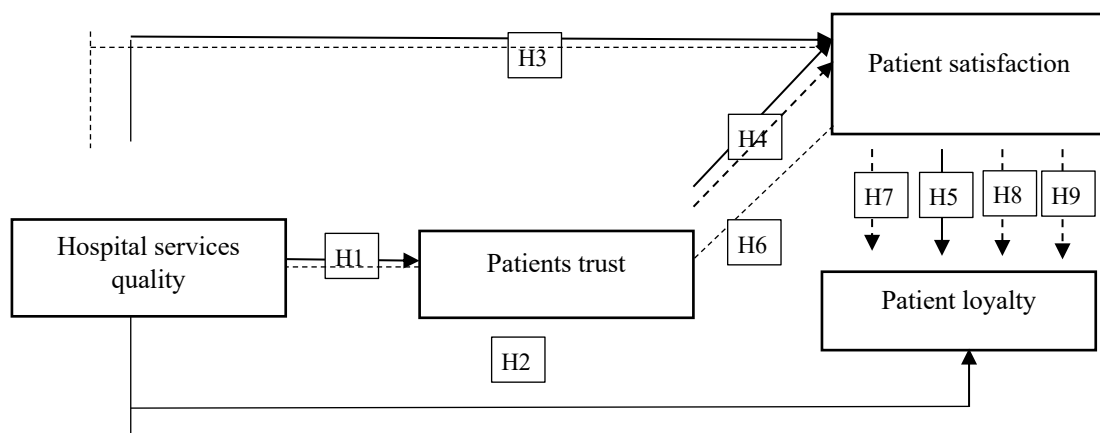 H3
Patient satisfaction
H4
H7
H5
H8
H9
Hospital services
quality
H1
Patients trust
H6
Patient loyalty
H2